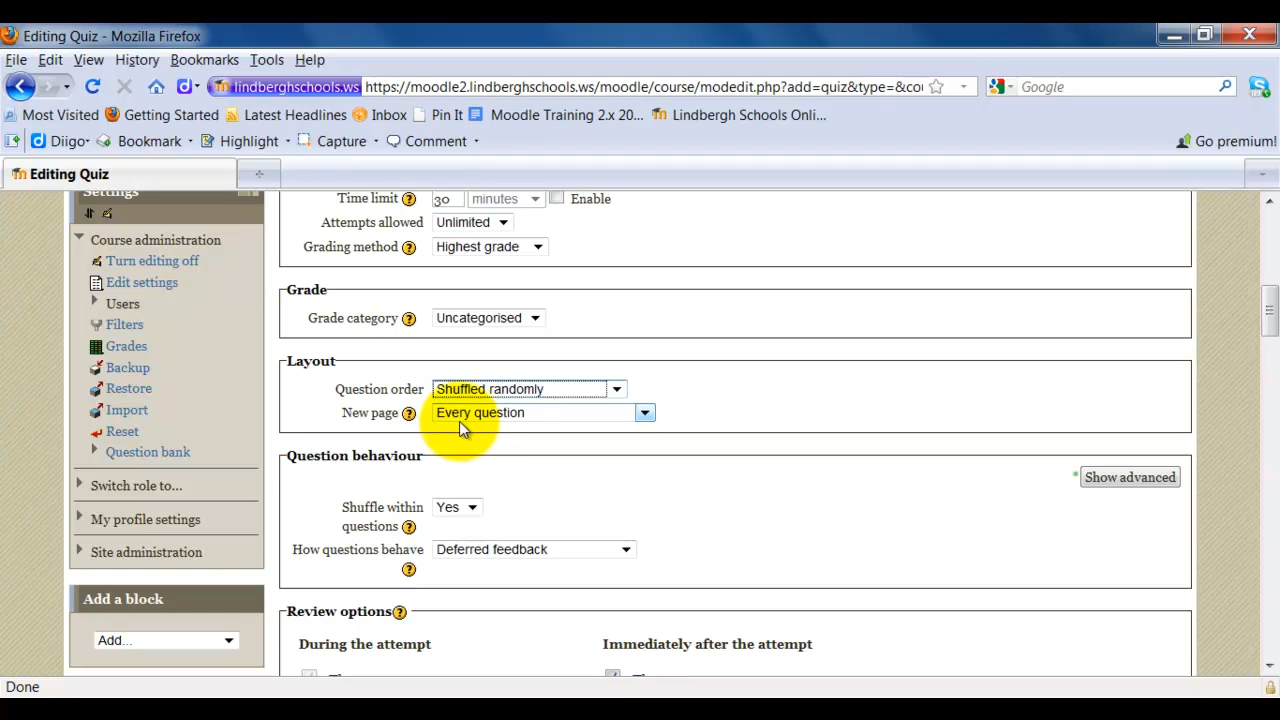 Editing Quiz - Mozilla Firefox
File Edit View History Bookmarks Tools Help
lindberghschools.ws https://moodle2.lindberghschools.ws/moodle/course/modedit.php?add=quiz&type=&cou Google
Most Visited Getting Started Latest Headlines Inbox Pin It Moodle Training 2.x 20... Lindbergh Schools Onli...
Diigo Bookmark Highlight Capture Comment Go premium!
Editing Quiz
Settings
Course administration
Turn editing off
Edit settings
Users
Filters
Grades
Backup
Restore
Import
Reset
Question bank
Switch role to...
My profile settings
Site administration
Add a block
Add...
Time limit 30 minutes Enable
Attempts allowed Unlimited
Grading method Highest grade
Grade
Grade category Uncategorised
Layout
Question order Shuffled randomly
New page Every question
Question behaviour
* Show advanced
Shuffle within questions Yes
How questions behave Deferred feedback
Review options
During the attempt Immediately after the attempt
Done